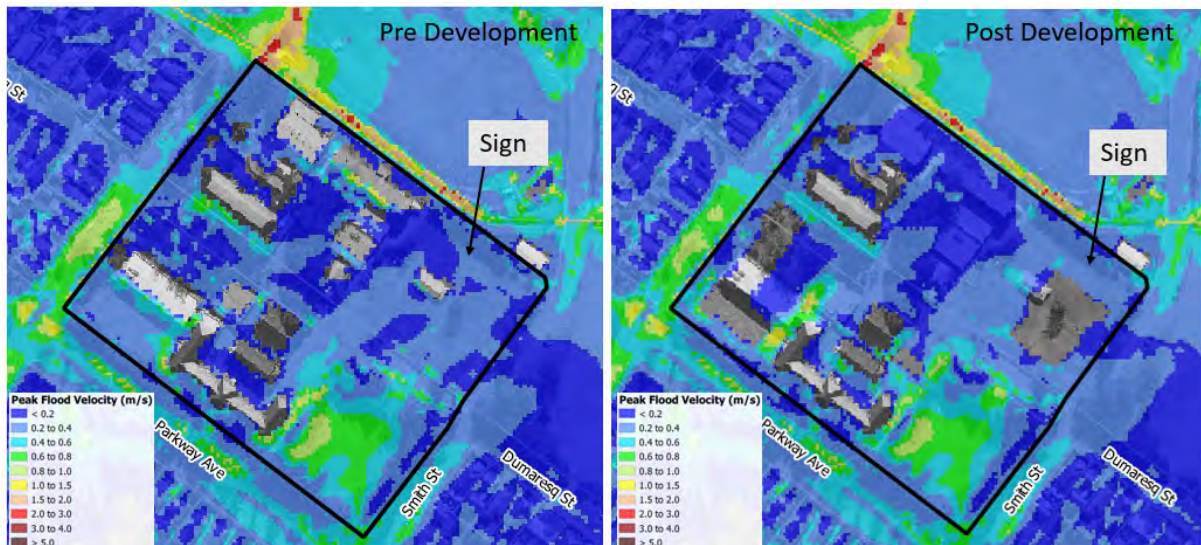 Pre Development
Sign
St
Peak Flood Velocity (m/s)
< 0.2
0.2 to 0.4
0.4 to 0.6
0.6 to 0.8
0.8 to 1.0
1.0 to 1.5
1.5 to 2.0
2.0 to 3.0
3.0 to 4.0
> 5.0
Parkway Ave
Smith St
Dumaresq St
Post Development
Sign
St
Peak Flood Velocity (m/s)
< 0.2
0.2 to 0.4
0.4 to 0.6
0.6 to 0.8
0.8 to 1.0
1.0 to 1.5
1.5 to 2.0
2.0 to 3.0
3.0 to 4.0
> 5.0
Parkway Ave
Smith St
Dumaresq St